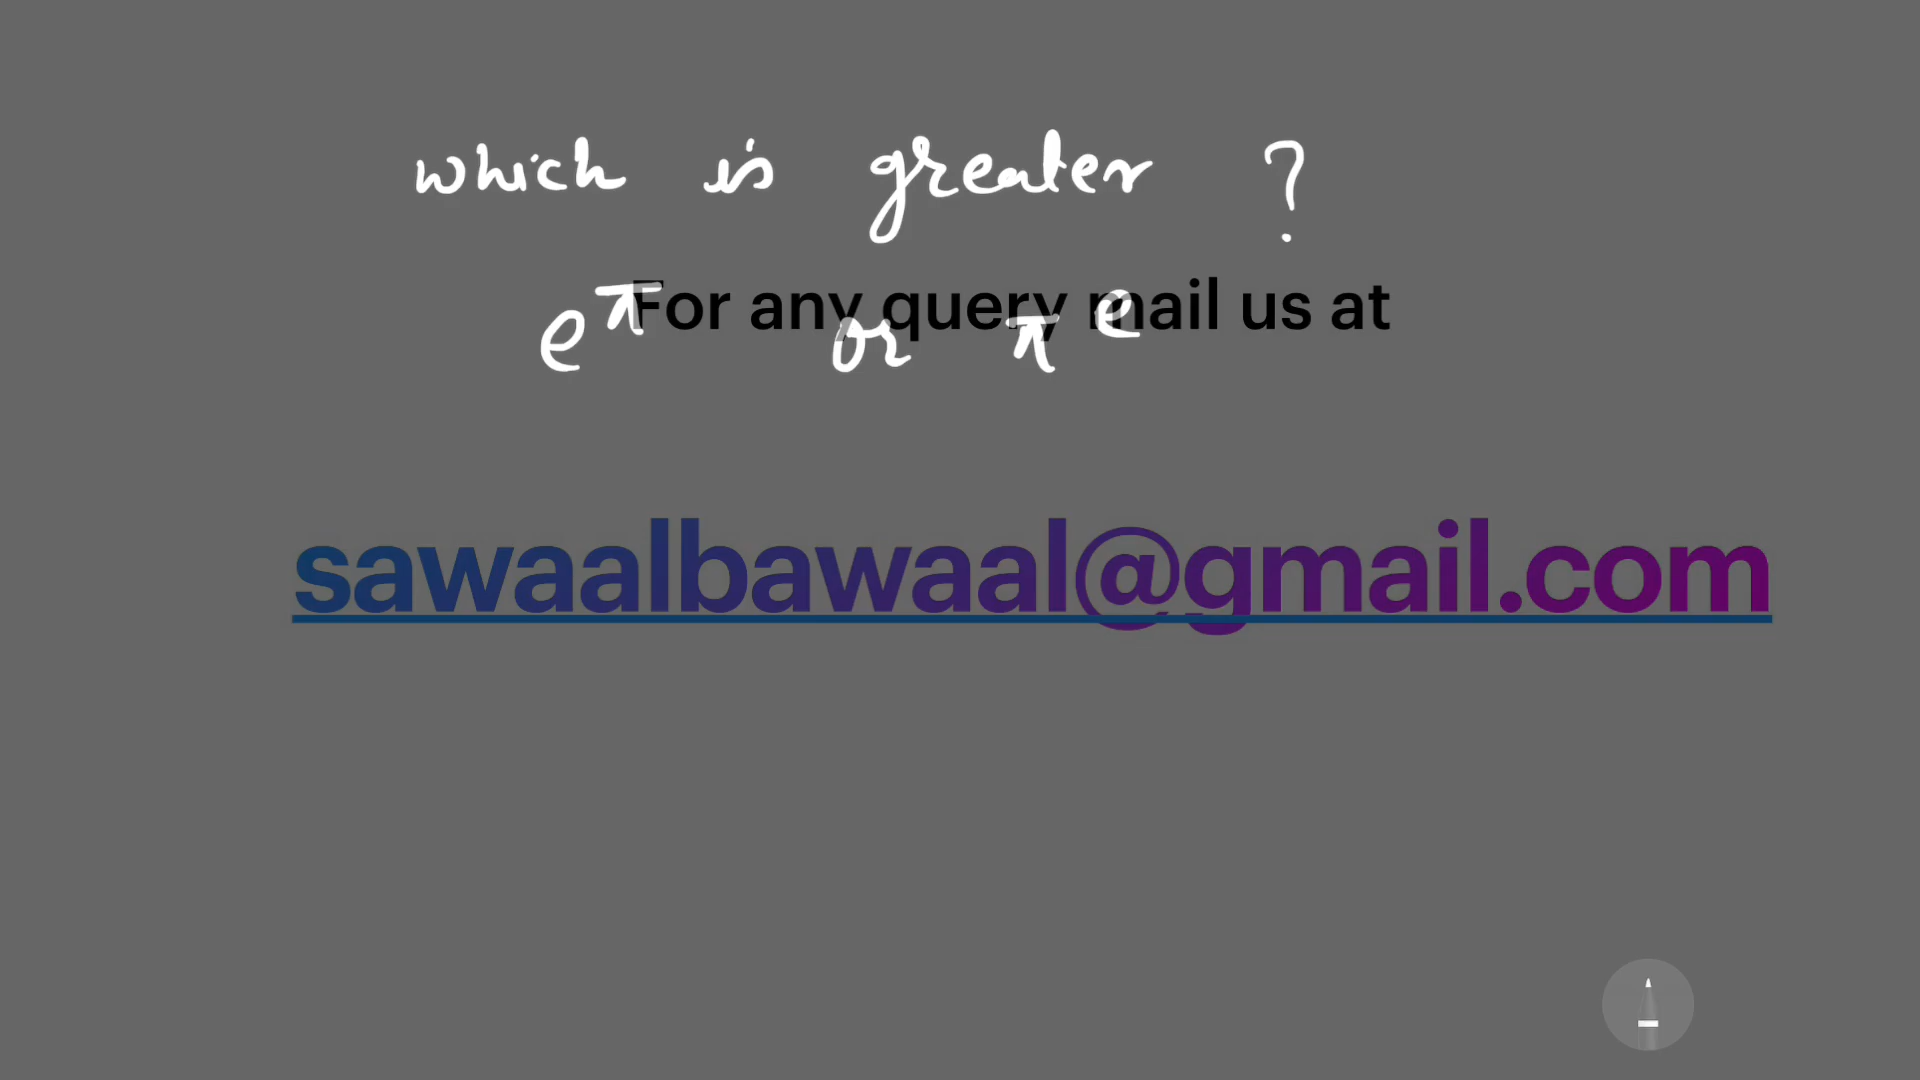 which is greater ?
For any query mail us at
e^π or π^e
sawaalbawaal@gmail.com